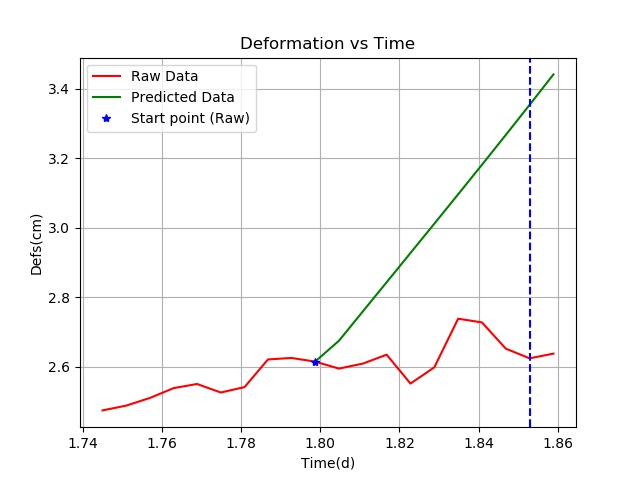 Deformation vs Time
Raw Data
Predicted Data
Start point (Raw)
3.4
3.2
3.0
2.8
2.6
Defs(cm)
1.74 1.76 1.78 1.80 1.82 1.84 1.86
Time(d)